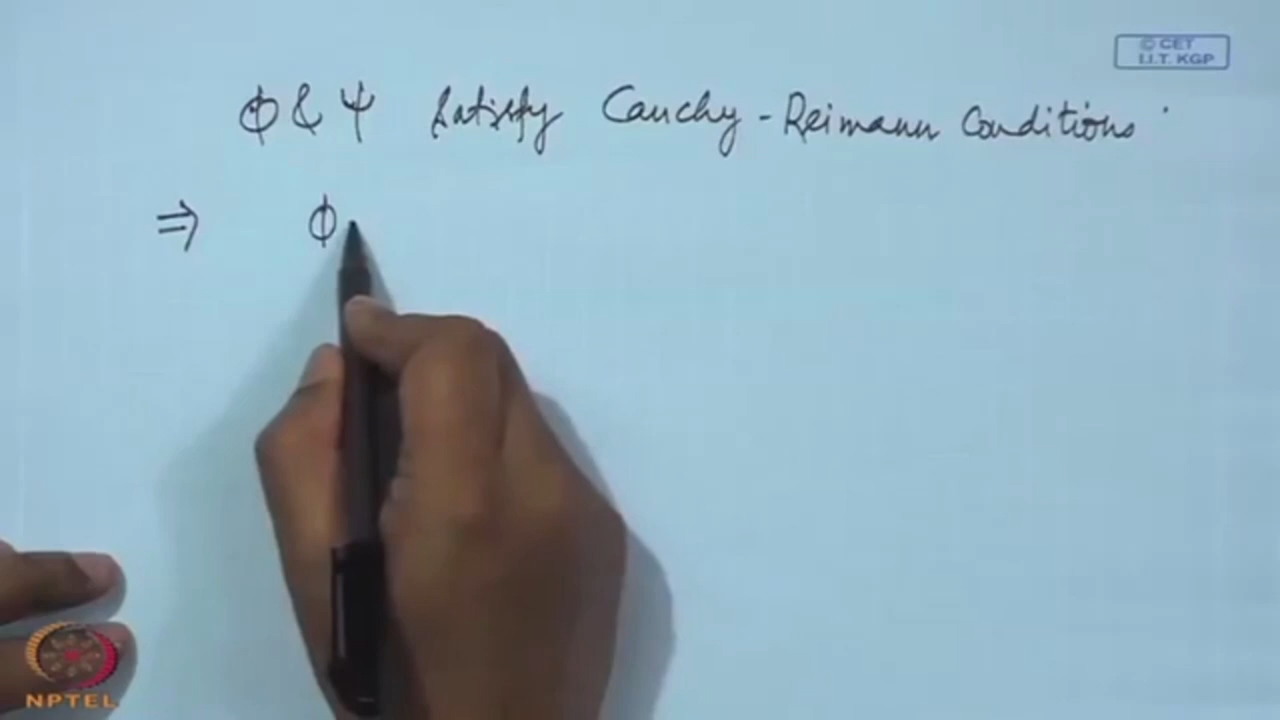 © CET
I.I.T. KGP
Φ & Ψ Satisfy Cauchy - Reimann Conditions
⇒ Φ
NPTEL